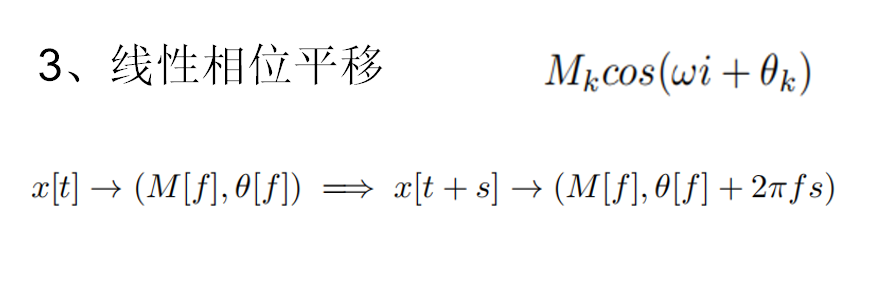 3、线性相位平移
M_k cos(ωi + θ_k)
x[t] → (M[f], θ[f]) ⟹ x[t + s] → (M[f], θ[f] + 2πfs)